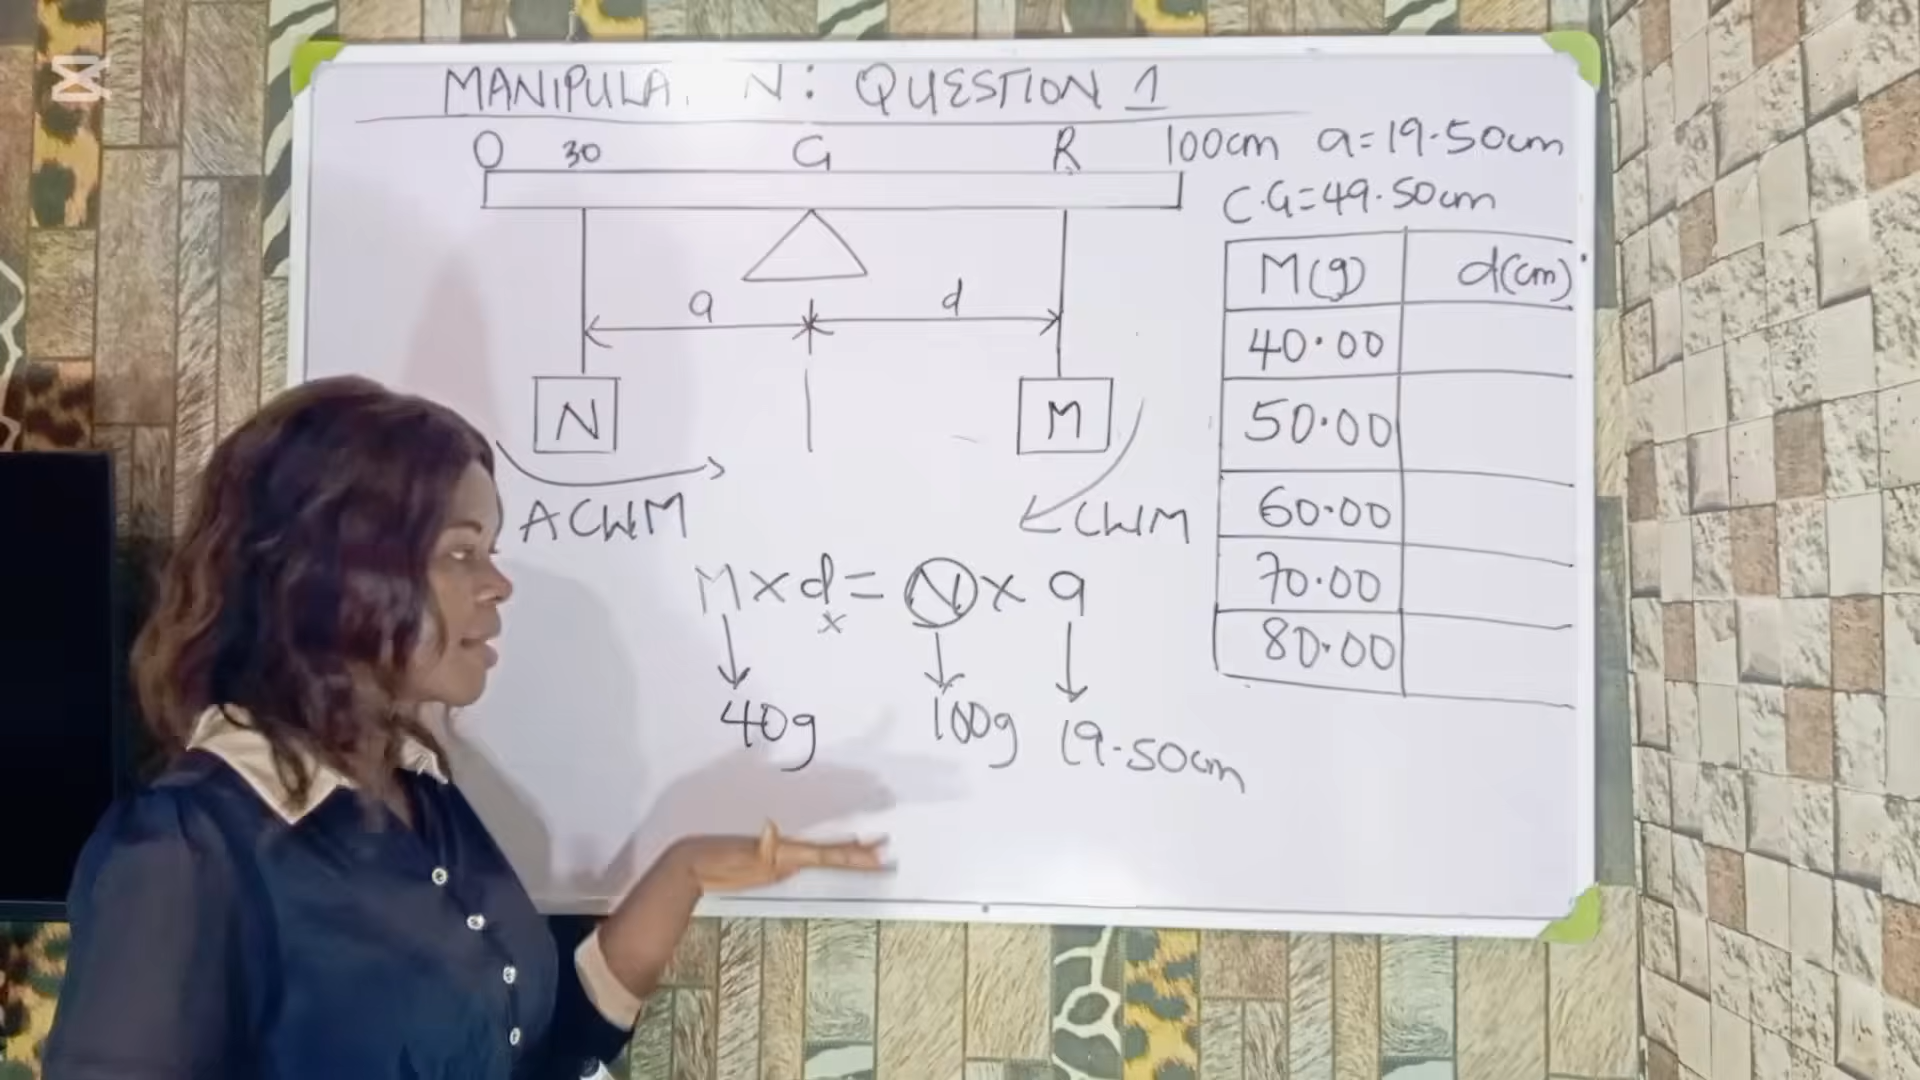 MANIPULA N: QUESTION 1
O 30 G R 100cm a=19.50cm
C.G=49.50cm
a d
N M
ACWM CWM
M x d = N x a
x
40g 100g 19.50cm
M(g) d(cm)
40.00
50.00
60.00
70.00
80.00